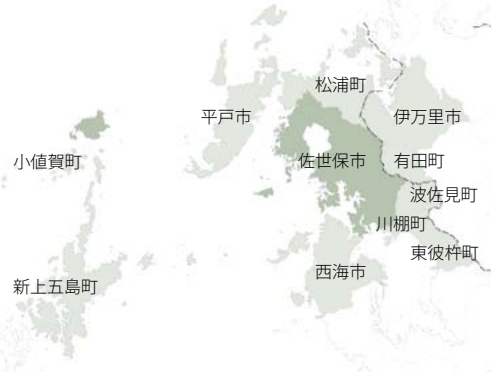 松浦町
平戸市
伊万里市
小値賀町
佐世保市
有田町
波佐見町
川棚町
東彼杵町
西海市
新上五島町